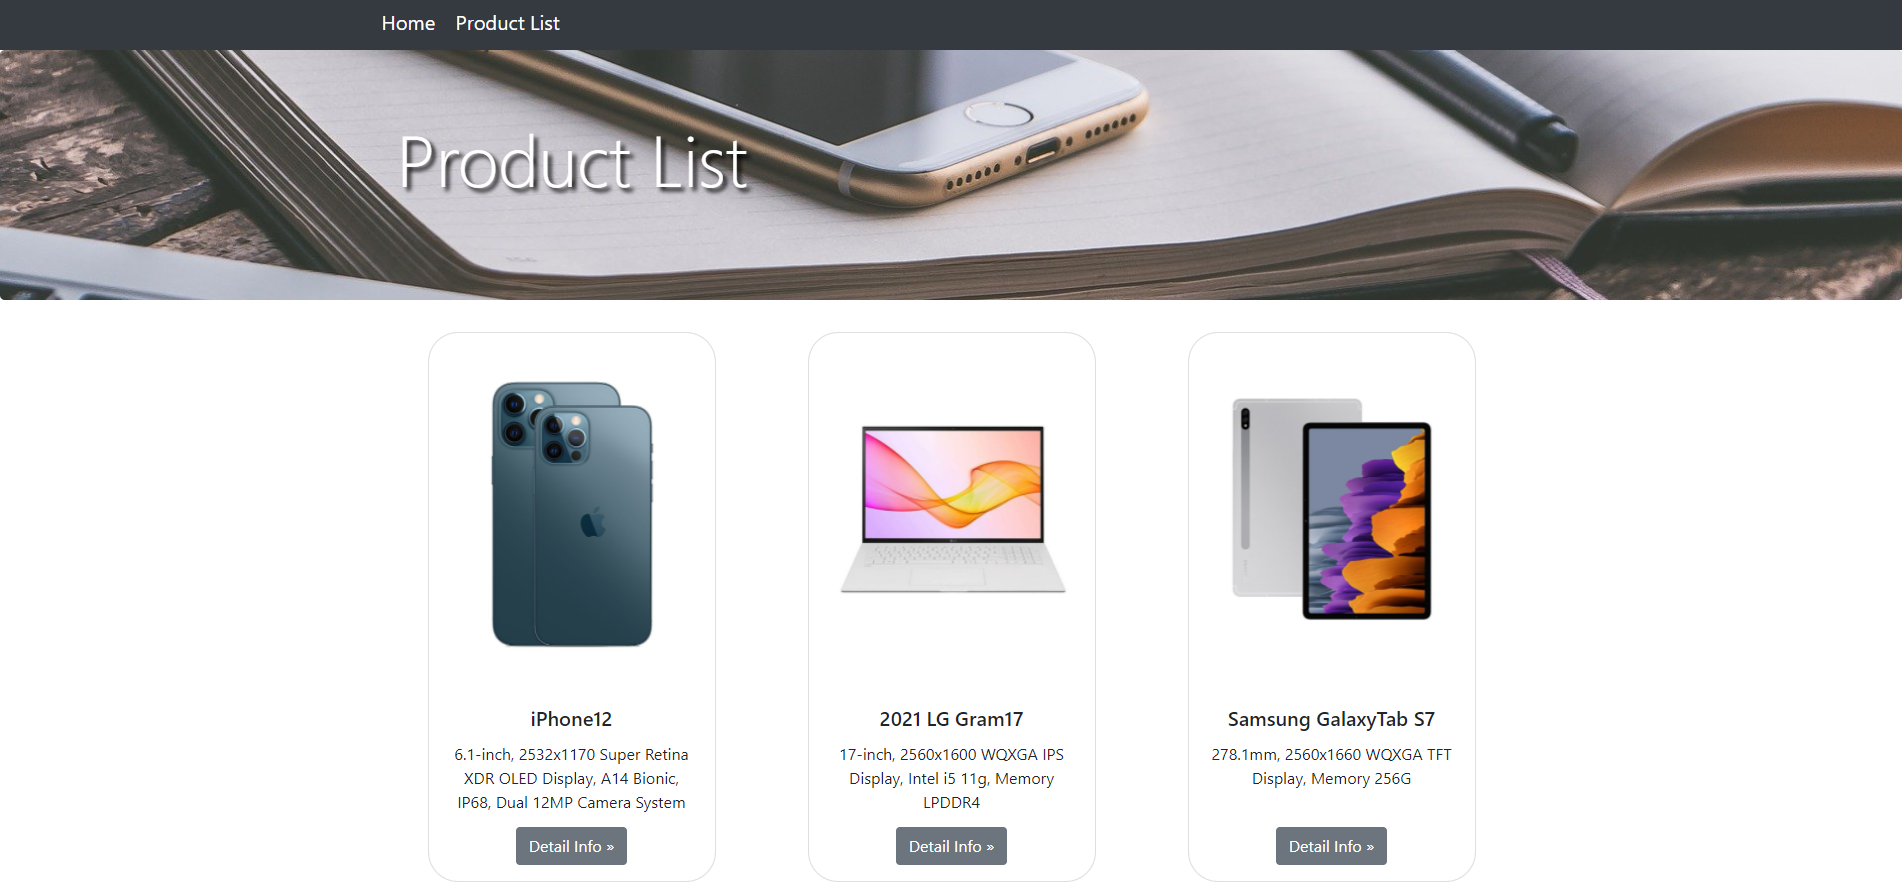 Home Product List
Product List
iPhone12
6.1-inch, 2532x1170 Super Retina
XDR OLED Display, A14 Bionic,
IP68, Dual 12MP Camera System
Detail Info »
2021 LG Gram17
17-inch, 2560x1600 WQXGA IPS
Display, Intel i5 11g, Memory
LPDDR4
Detail Info »
Samsung GalaxyTab S7
278.1mm, 2560x1660 WQXGA TFT
Display, Memory 256G
Detail Info »